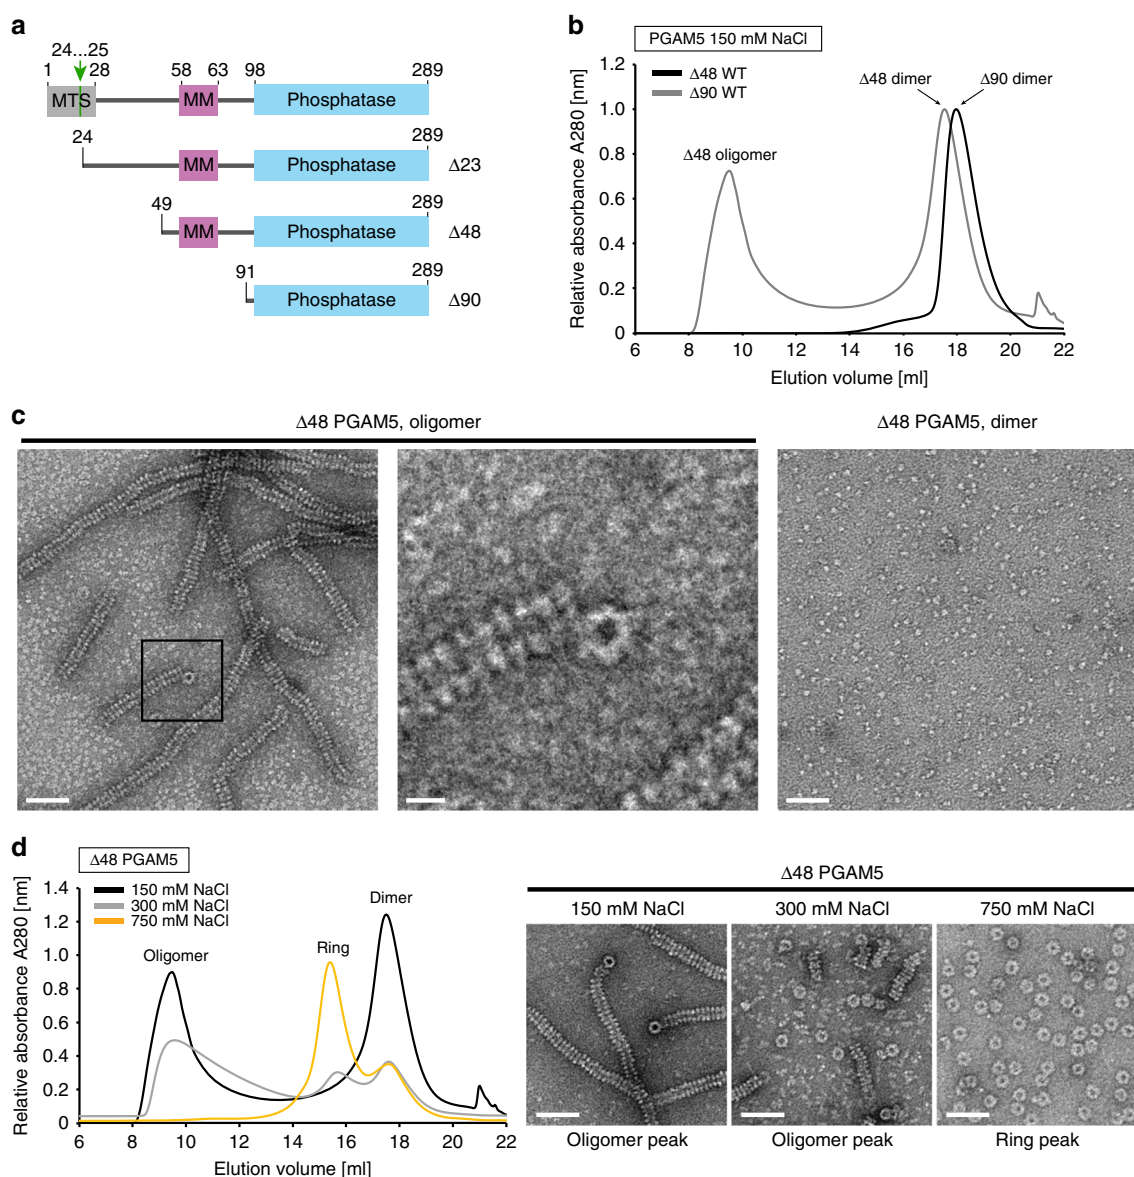 a
24...25
1 28 58 63 98 289
MTS MM Phosphatase
24 289
MM Phosphatase Δ23
49 289
MM Phosphatase Δ48
91 289
Phosphatase Δ90
b
PGAM5 150 mM NaCl
Δ48 WT
Δ90 WT
Δ48 dimer Δ90 dimer
Δ48 oligomer
Relative absorbance A280 [nm]
1.2
1.0
0.8
0.6
0.4
0.2
0
6 8 10 12 14 16 18 20 22
Elution volume [ml]
c
Δ48 PGAM5, oligomer
Δ48 PGAM5, dimer
d
Δ48 PGAM5
150 mM NaCl
300 mM NaCl
750 mM NaCl
Oligomer
Ring
Dimer
Relative absorbance A280 [nm]
1.4
1.2
1.0
0.8
0.6
0.4
0.2
0
6 8 10 12 14 16 18 20 22
Elution volume [ml]
Δ48 PGAM5
150 mM NaCl 300 mM NaCl 750 mM NaCl
Oligomer peak Oligomer peak Ring peak